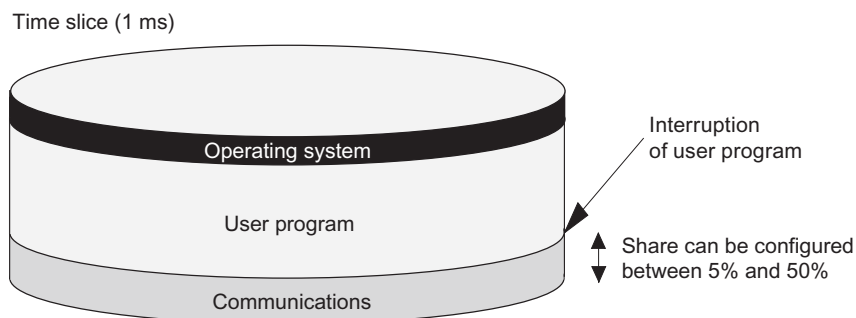 Time slice (1 ms)
Operating system
Interruption
of user program
User program
Share can be configured
between 5% and 50%
Communications